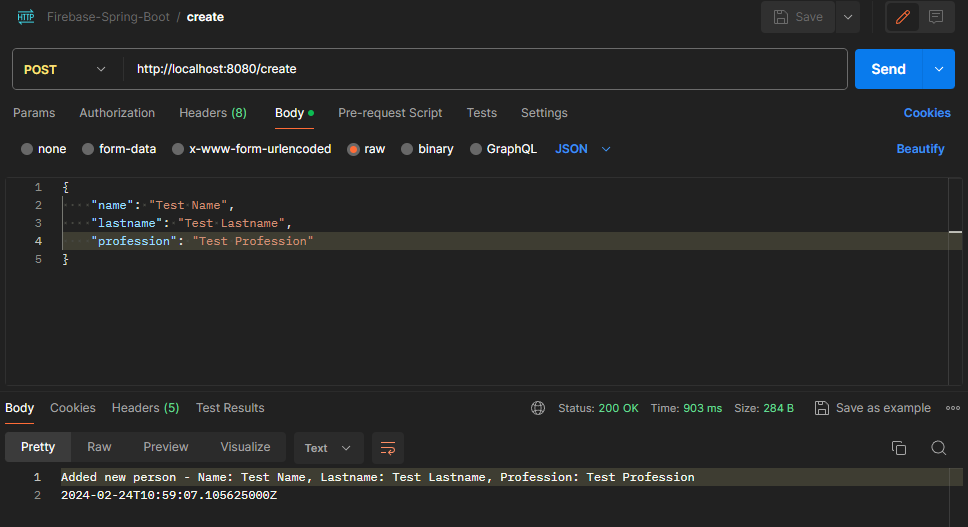 HTTP Firebase-Spring-Boot / create Save
POST http://localhost:8080/create Send
Params Authorization Headers (8) Body Pre-request Script Tests Settings Cookies
none form-data x-www-form-urlencoded raw binary GraphQL JSON Beautify
1 {
2 "name": "Test Name",
3 "lastname": "Test Lastname",
4 "profession": "Test Profession"
5 }
Body Cookies Headers (5) Test Results Status: 200 OK Time: 903 ms Size: 284 B Save as example
Pretty Raw Preview Visualize Text
1 Added new person - Name: Test Name, Lastname: Test Lastname, Profession: Test Profession
2 2024-02-24T10:59:07.105625000Z